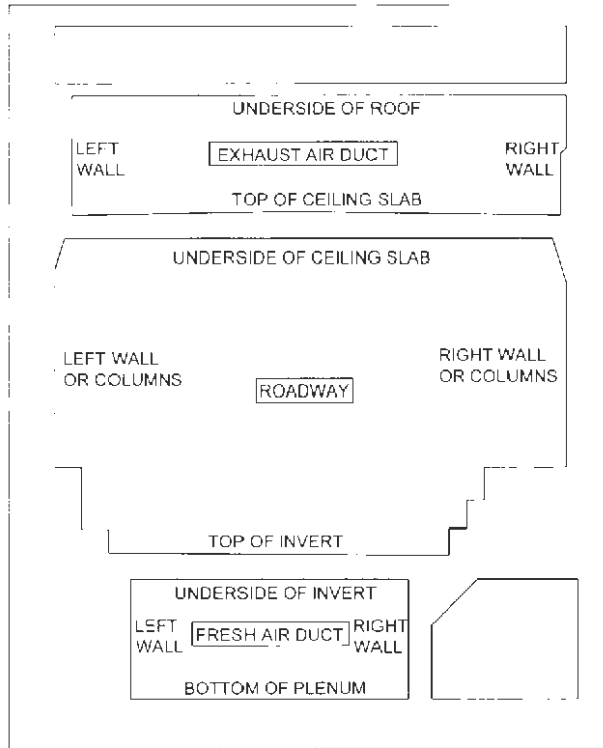 UNDERSIDE OF ROOF
LEFT
WALL
EXHAUST AIR DUCT
RIGHT
WALL
TOP OF CEILING SLAB
UNDERSIDE OF CEILING SLAB
LEFT WALL
OR COLUMNS
ROADWAY
RIGHT WALL
OR COLUMNS
TOP OF INVERT
UNDERSIDE OF INVERT
LEFT
WALL
FRESH AIR DUCT
RIGHT
WALL
BOTTOM OF PLENUM